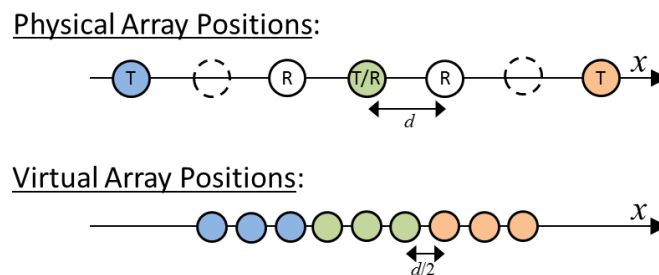 Physical Array Positions:
T R T/R R T x
d
Virtual Array Positions:
x
d/2